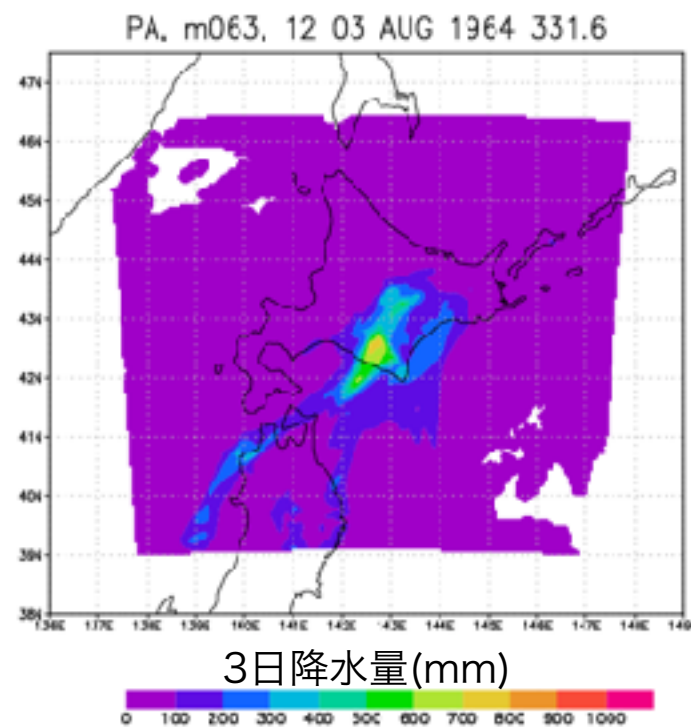 PA, m063, 12 03 AUG 1964 331.6
47N
46N
45N
44N
43N
42N
41N
40N
39N
38N
136E 137E 138E 139E 140E 141E 142E 143E 144E 145E 146E 147E 148E 149
3日降水量(mm)
0 100 200 300 400 500 600 700 800 900 1000